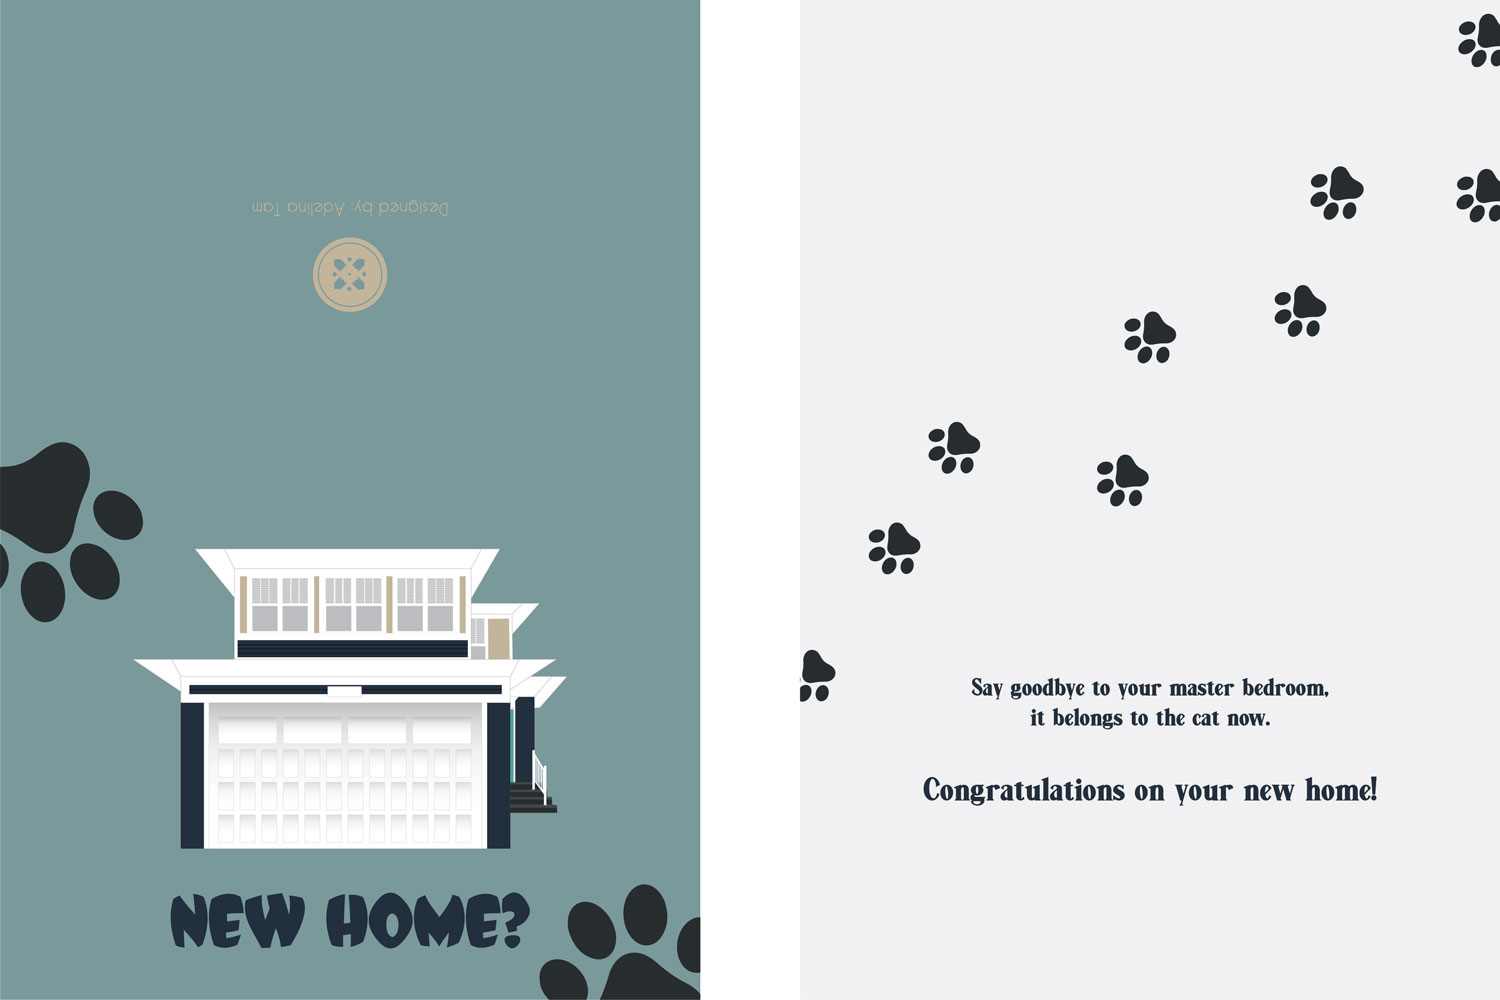 Designed by: Adelina Tam
NEW HOME?
Say goodbye to your master bedroom,
it belongs to the cat now.
Congratulations on your new home!